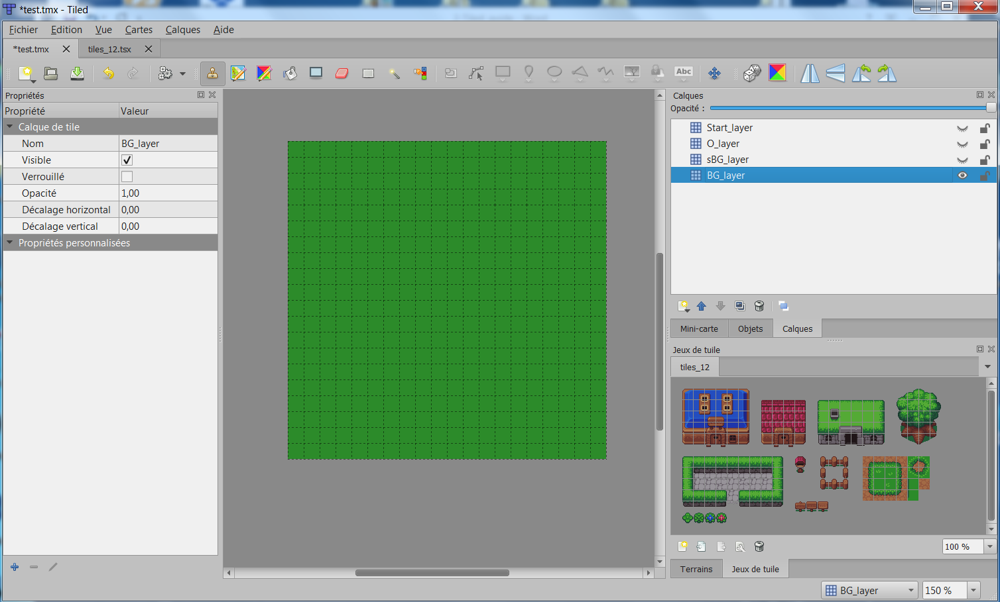 *test.tmx - Tiled
Fichier Edition Vue Cartes Calques Aide
*test.tmx tiles_12.tsx
Abc
Propriétés
Propriété Valeur
Calque de tile
Nom BG_layer
Visible
Verrouillé
Opacité 1,00
Décalage horizontal 0,00
Décalage vertical 0,00
Propriétés personnalisées
Calques
Opacité :
Start_layer
O_layer
sBG_layer
BG_layer
Mini-carte Objets Calques
Jeux de tuile
tiles_12
100 %
Terrains Jeux de tuile
BG_layer 150 %